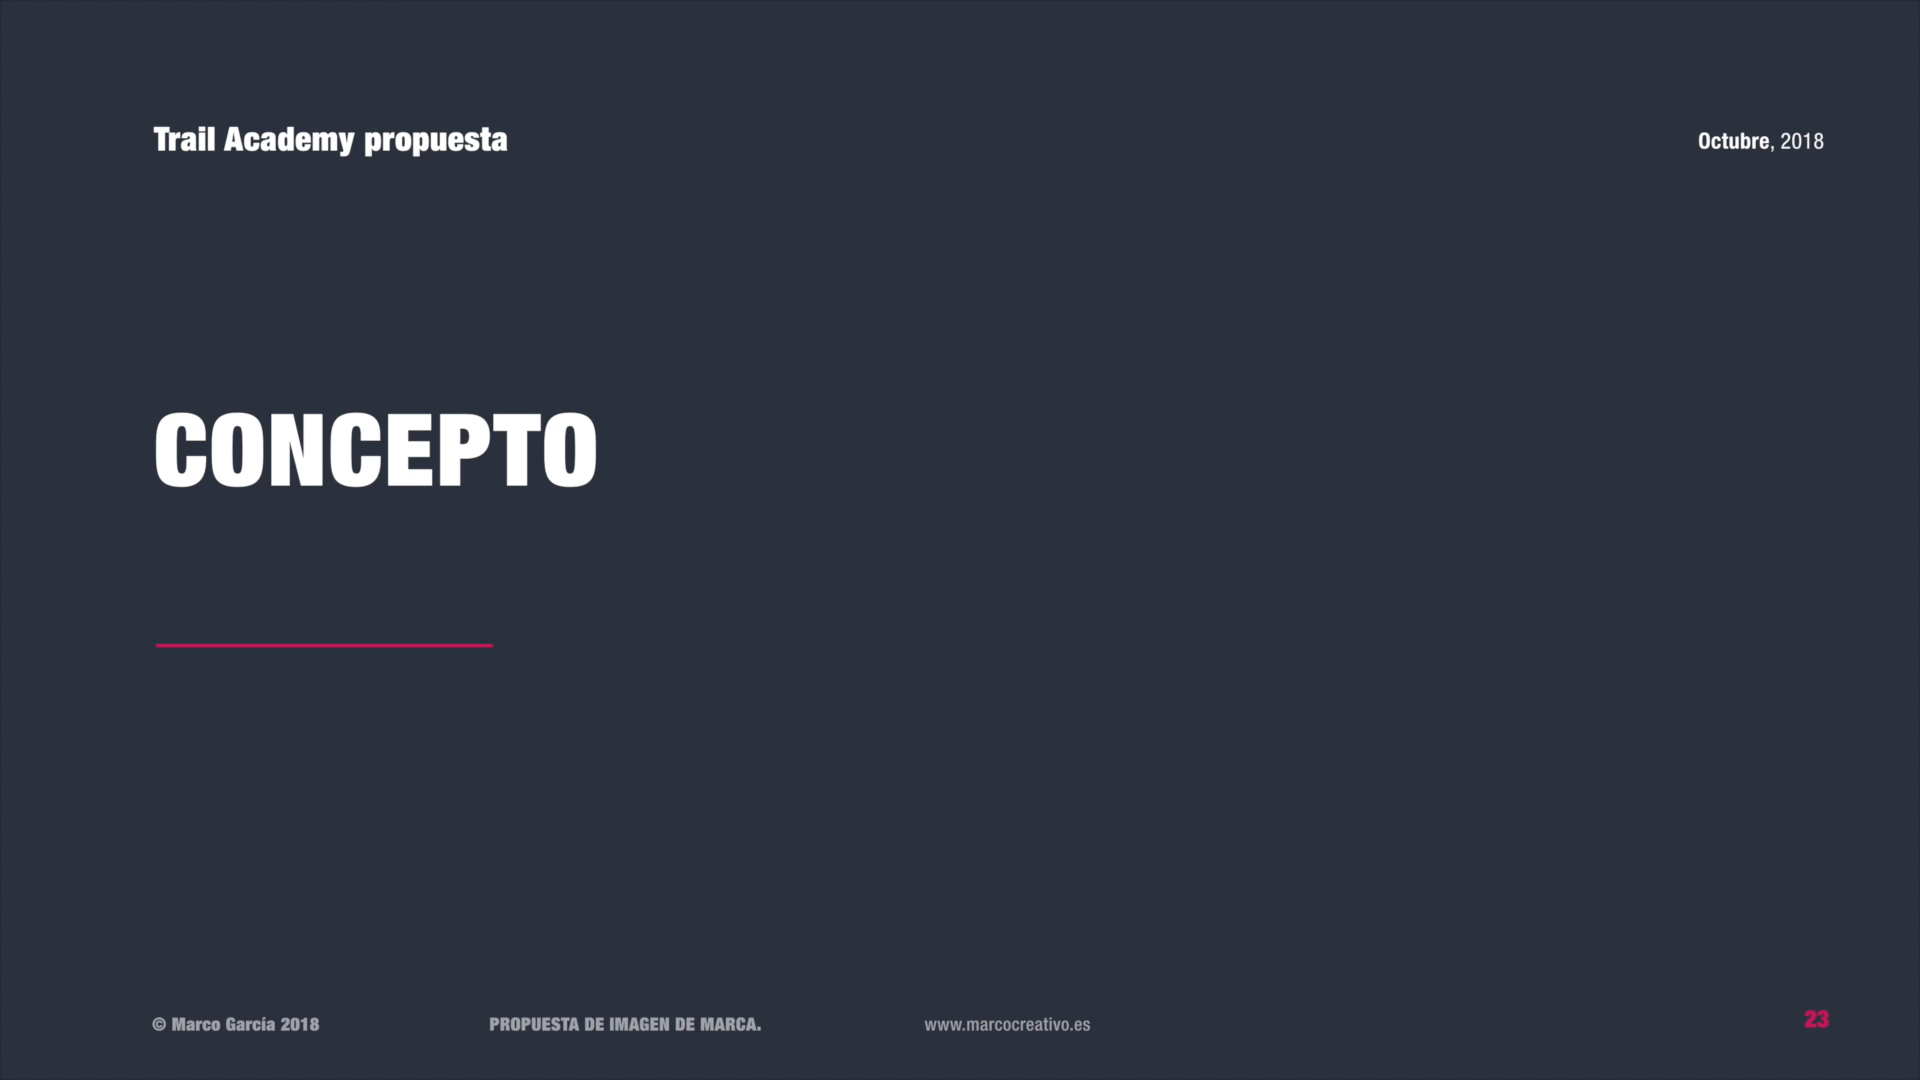 Trail Academy propuesta
Octubre, 2018
CONCEPTO
© Marco García 2018
PROPUESTA DE IMAGEN DE MARCA.
www.marcocreativo.es
23